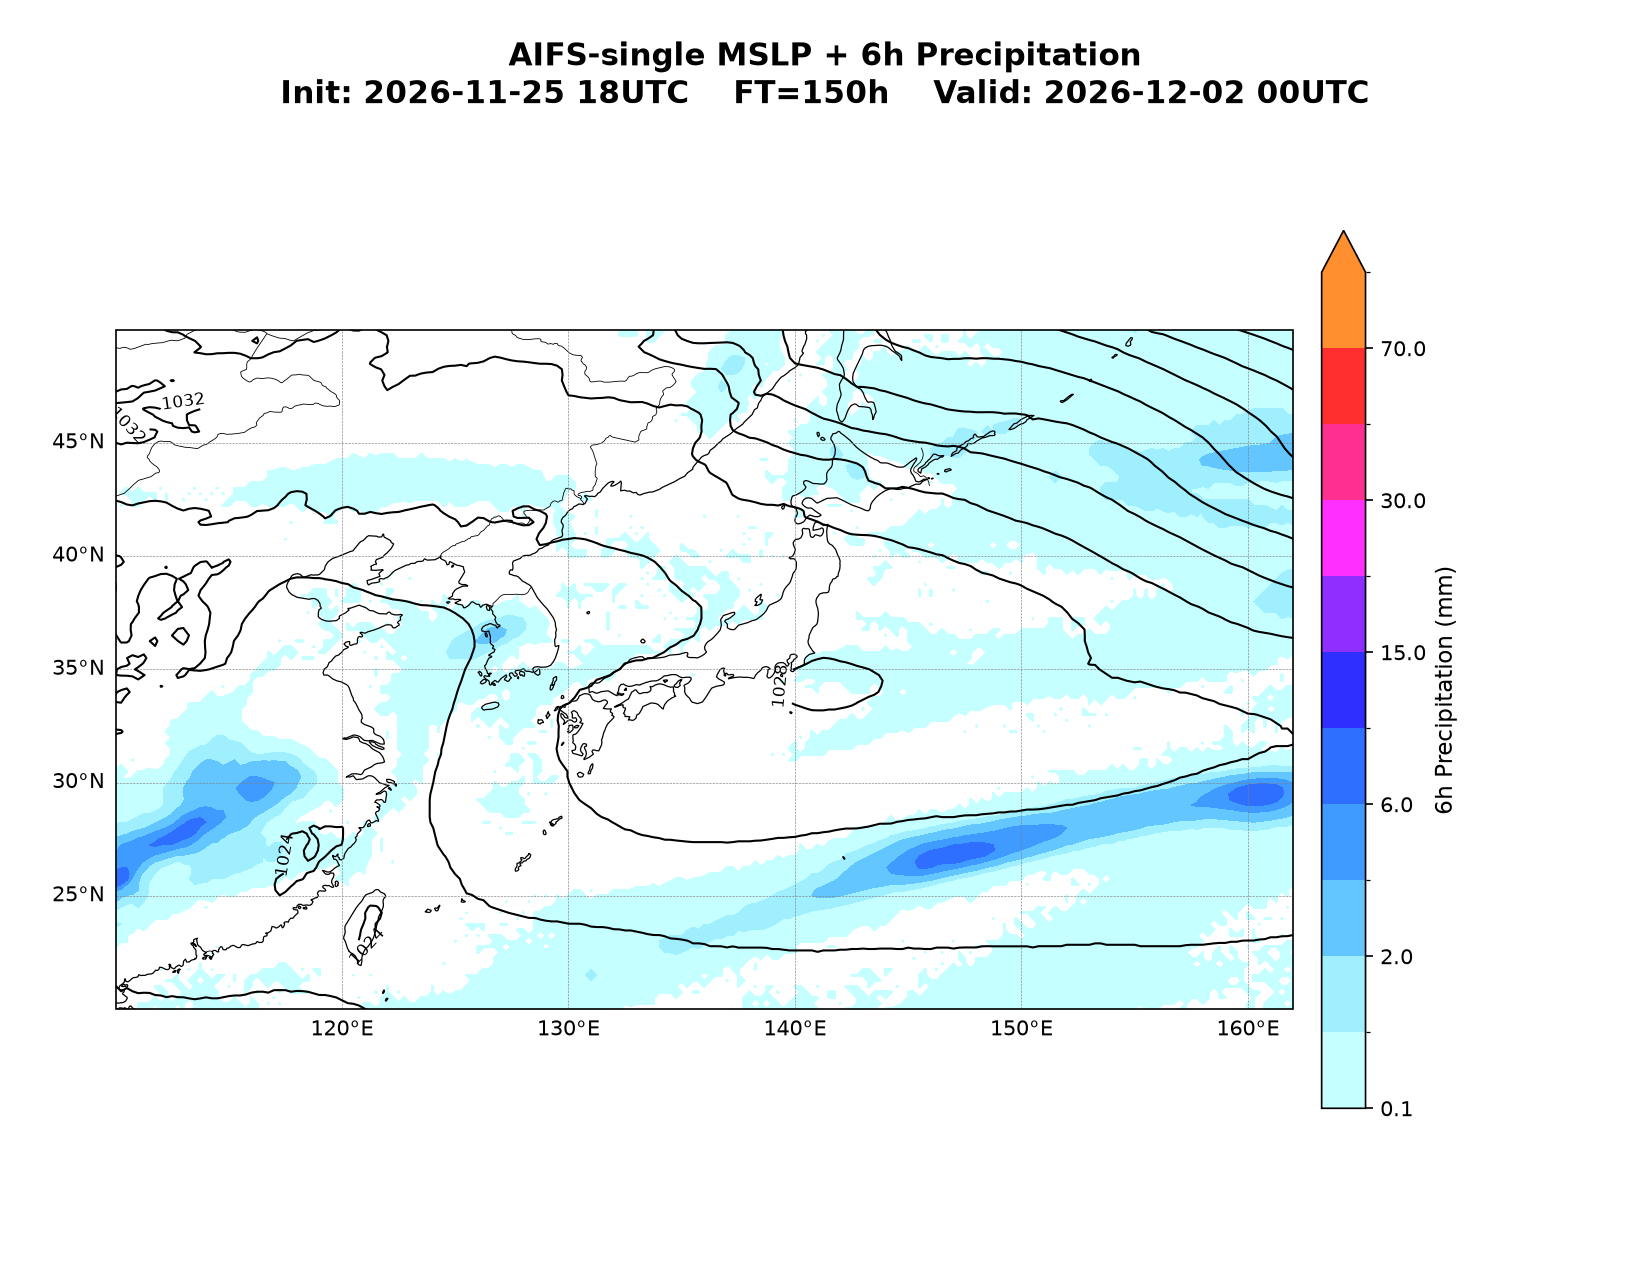 AIFS-single MSLP + 6h Precipitation
Init: 2026-11-25 18UTC    FT=150h    Valid: 2026-12-02 00UTC
70.0
30.0
15.0
6.0
2.0
0.1
6h Precipitation (mm)
45°N
40°N
35°N
30°N
25°N
120°E
130°E
140°E
150°E
160°E
1032
1032
1028
1024
1024